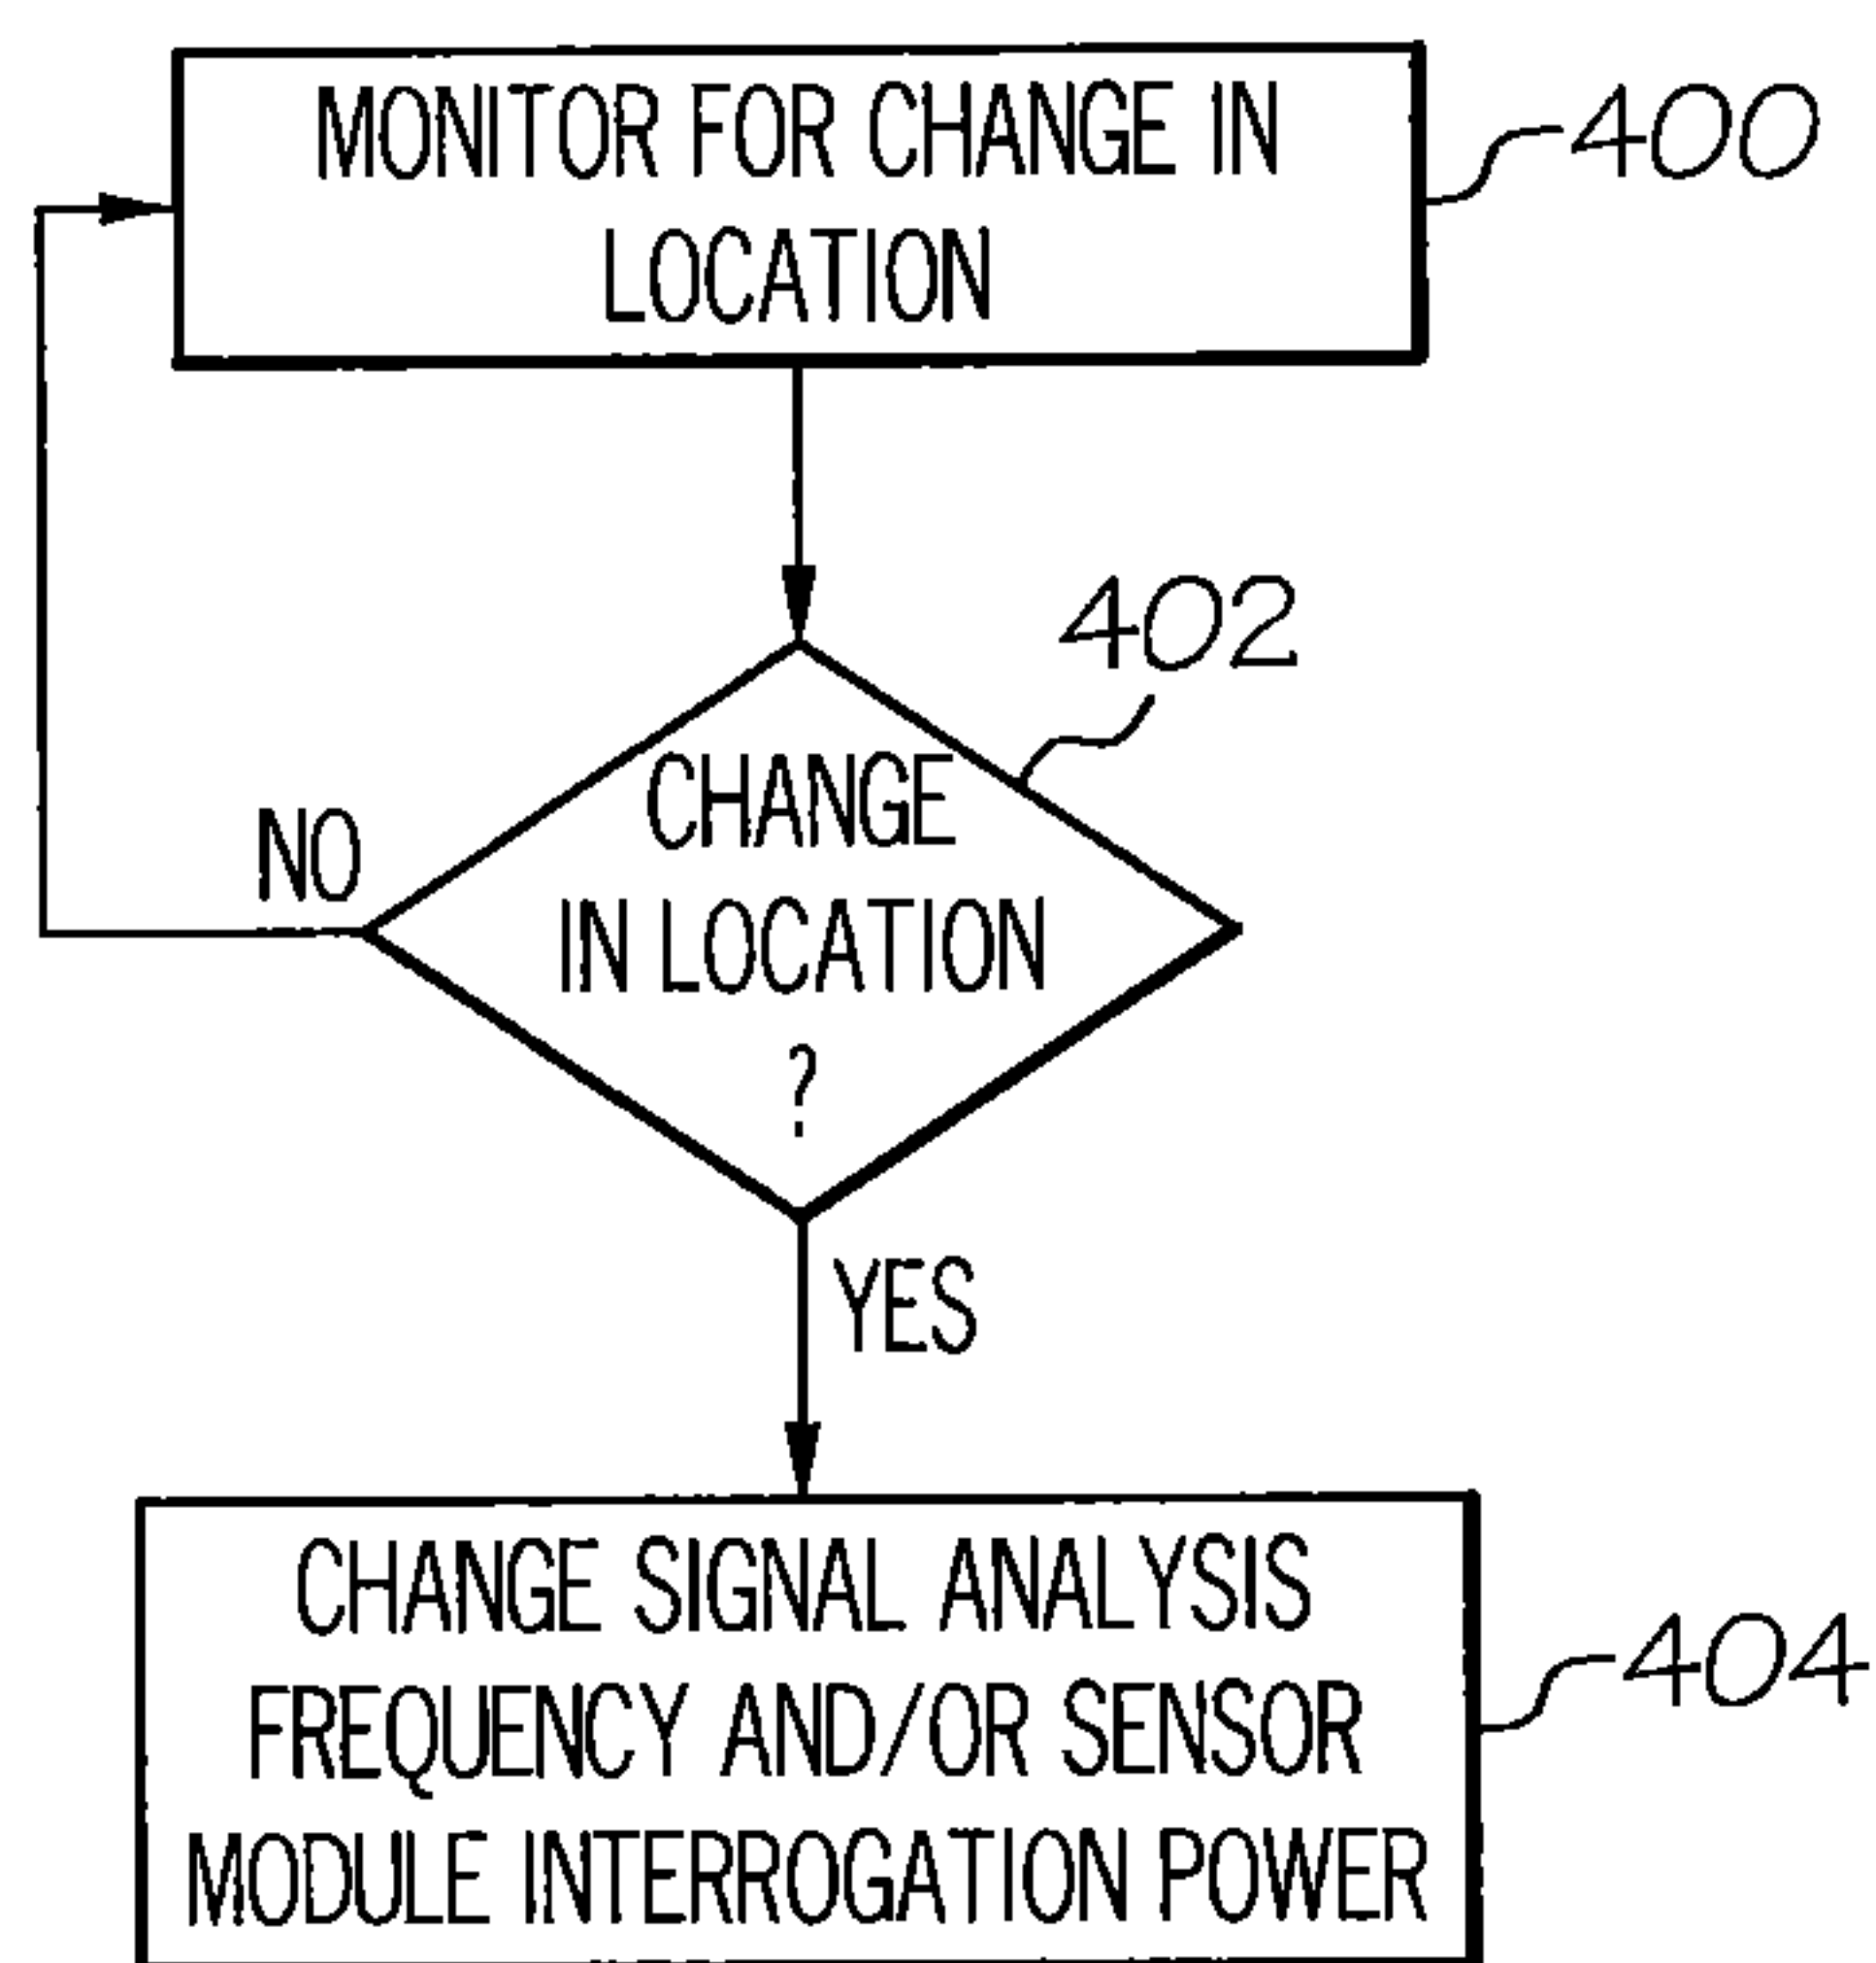 MONITOR FOR CHANGE IN
LOCATION
400
402
CHANGE
IN LOCATION
?
NO
YES
CHANGE SIGNAL ANALYSIS
FREQUENCY AND/OR SENSOR
MODULE INTERROGATION POWER
404